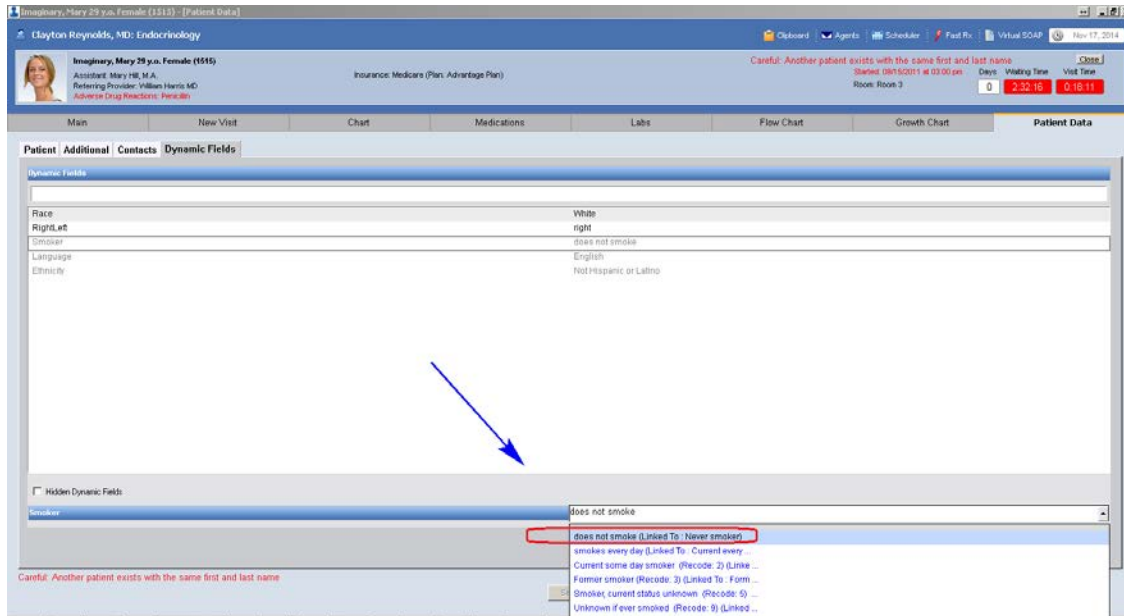 Imaginary, Mary 29 y.o. Female (1515) - [Patient Data]
Clayton Reynolds, MD: Endocrinology
Clipboard Agents Scheduler Fast Rx Virtual SOAP Nov 17, 2014
Imaginary, Mary 29 y.o. Female (1515)
Assistant: Mary Hill, M.A.
Referring Provider: William Harris MD
Adverse Drug Reactions: Penicillin
Insurance: Medicare (Plan: Advantage Plan)
Careful: Another patient exists with the same first and last name
Close
Started: 09/15/2011 at 03:00 pm Days Waiting Time Visit Time
Room: Room 3 0 2:32:16 0:18:11
Main New Visit Chart Medications Labs Flow Chart Growth Chart Patient Data
Patient Additional Contacts Dynamic Fields
Dynamic Fields
Race White
RightLeft right
Smoker does not smoke
Language English
Ethnicity Not Hispanic or Latino
Hidden Dynamic Fields
Smoker does not smoke
does not smoke (Linked To : Never smoker)
smokes every day (Linked To : Current every ...
Current some day smoker (Recode: 2) (Linke ...
Former smoker (Recode: 3) (Linked To : Form ...
Smoker, current status unknown (Recode: 5) ...
Unknown if ever smoked (Recode: 9) (Linked ...
Careful: Another patient exists with the same first and last name